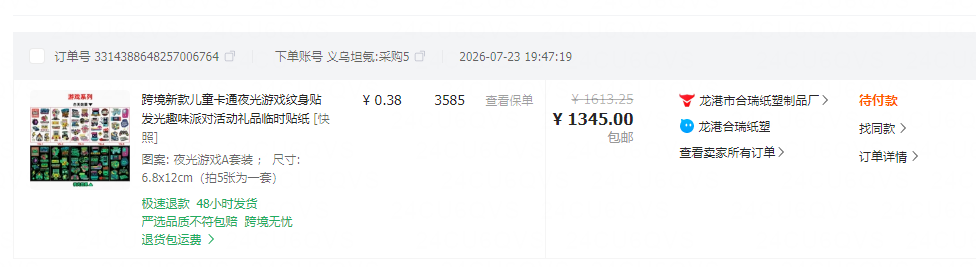 订单号 3314388648257006764
下单账号 义乌坦氪:采购5
2026-07-23 19:47:19
游戏系列
跨境新款儿童卡通夜光游戏纹身贴
发光趣味派对活动礼品临时贴纸 [快
照]
图案: 夜光游戏A套装 ; 尺寸:
6.8x12cm（拍5张为一套）
极速退款 48小时发货
严选品质不符包赔 跨境无忧
退货包运费
¥ 0.38
3585
查看保单
¥ 1613.25
¥ 1345.00
包邮
龙港市合瑞纸塑制品厂
龙港合瑞纸塑
查看卖家所有订单
待付款
找同款
订单详情